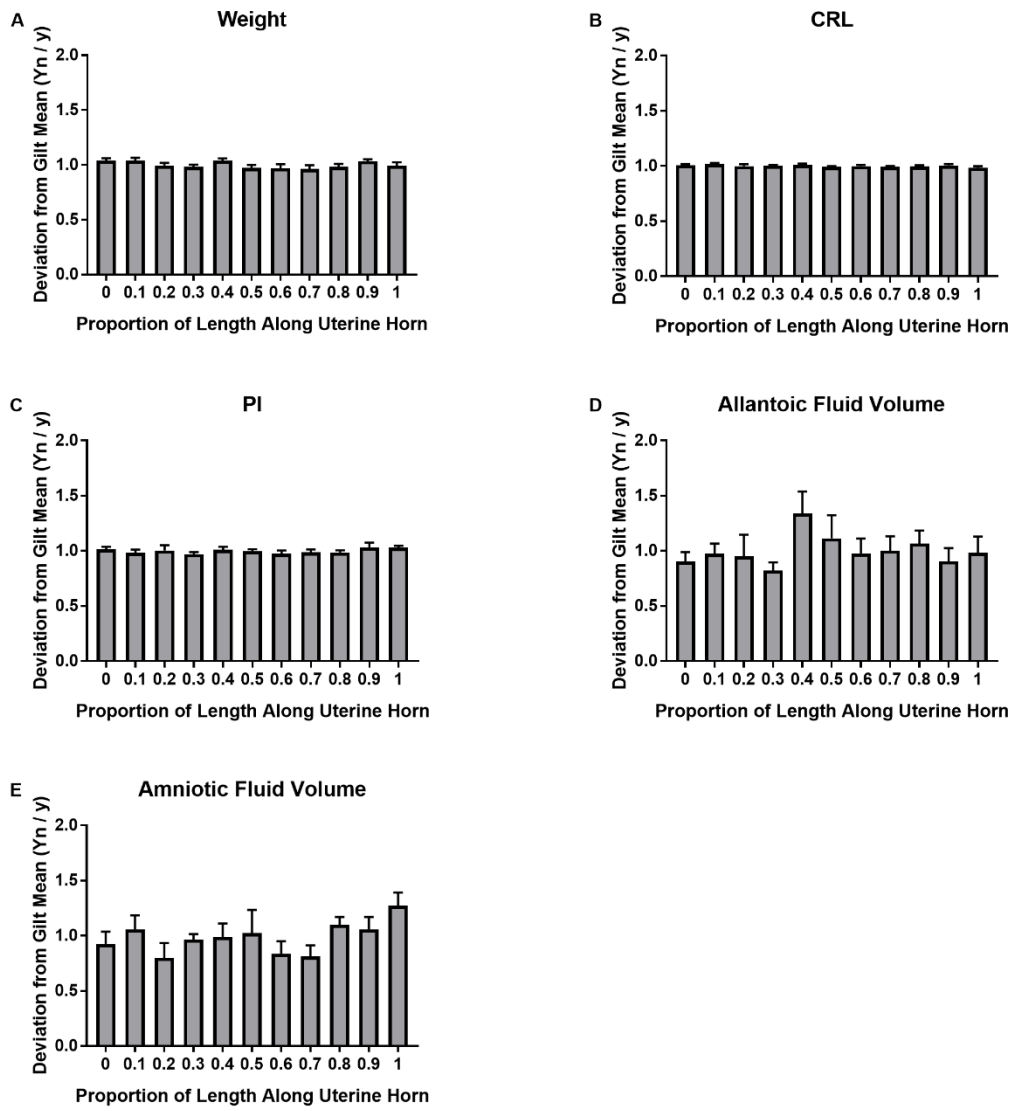 A
Weight
Deviation from Gilt Mean (Yn / y)
2.0
1.5
1.0
0.5
0.0
0 0.1 0.2 0.3 0.4 0.5 0.6 0.7 0.8 0.9 1
Proportion of Length Along Uterine Horn
B
CRL
Deviation from Gilt Mean (Yn / y)
2.0
1.5
1.0
0.5
0.0
0 0.1 0.2 0.3 0.4 0.5 0.6 0.7 0.8 0.9 1
Proportion of Length Along Uterine Horn
C
PI
Deviation from Gilt Mean (Yn / y)
2.0
1.5
1.0
0.5
0.0
0 0.1 0.2 0.3 0.4 0.5 0.6 0.7 0.8 0.9 1
Proportion of Length Along Uterine Horn
D
Allantoic Fluid Volume
Deviation from Gilt Mean (Yn / y)
2.0
1.5
1.0
0.5
0.0
0 0.1 0.2 0.3 0.4 0.5 0.6 0.7 0.8 0.9 1
Proportion of Length Along Uterine Horn
E
Amniotic Fluid Volume
Deviation from Gilt Mean (Yn / y)
2.0
1.5
1.0
0.5
0.0
0 0.1 0.2 0.3 0.4 0.5 0.6 0.7 0.8 0.9 1
Proportion of Length Along Uterine Horn